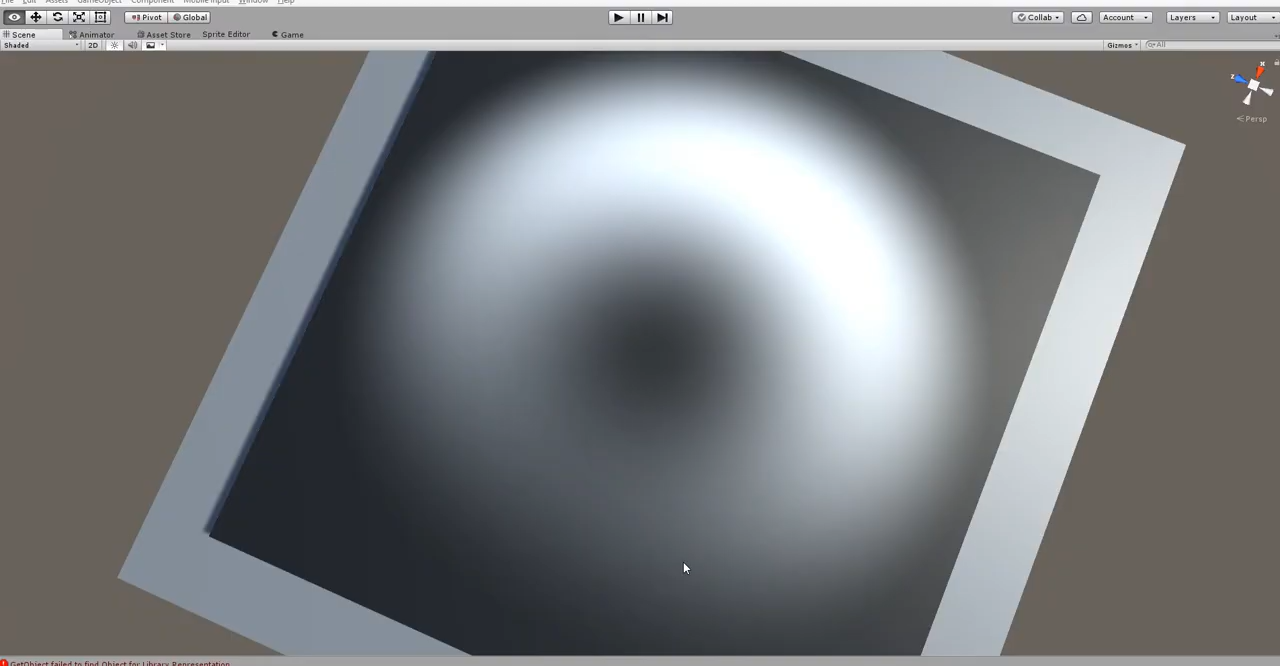 File Edit Assets GameObject Component Mobile Input Window Help
Pivot Global Collab Account Layers Layout
Scene Animator Asset Store Sprite Editor Game
Shaded 2D Gizmos All
x
z
Persp
GetObject failed to find Object for Library Representation